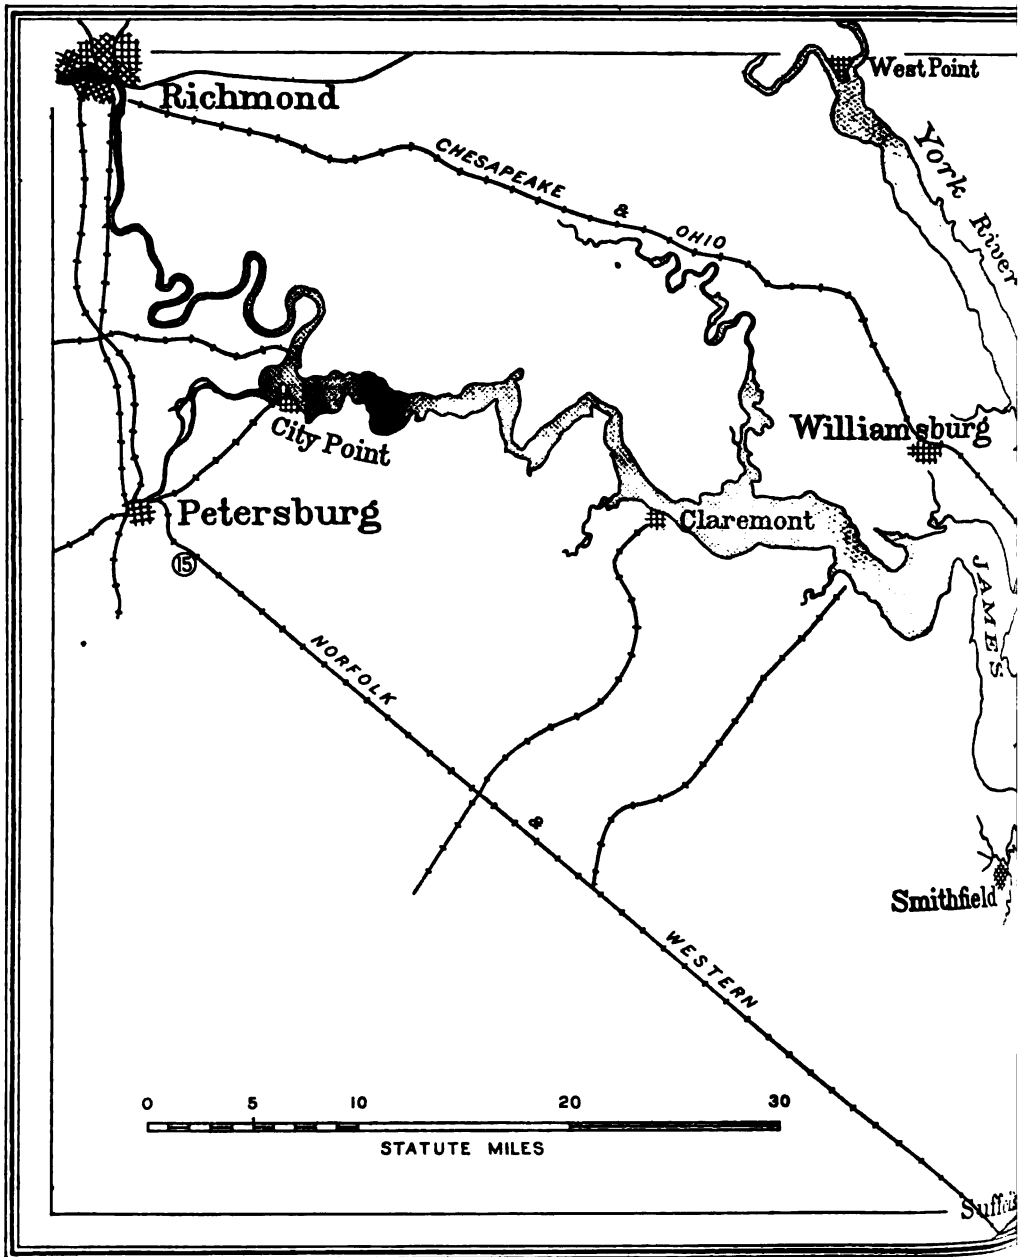 West Point
Richmond
York River
CHESAPEAKE & OHIO
Williamsburg
City Point
Petersburg
Claremont
15
JAMES
NORFOLK & WESTERN
Smithfield
0 5 10 20 30
STATUTE MILES